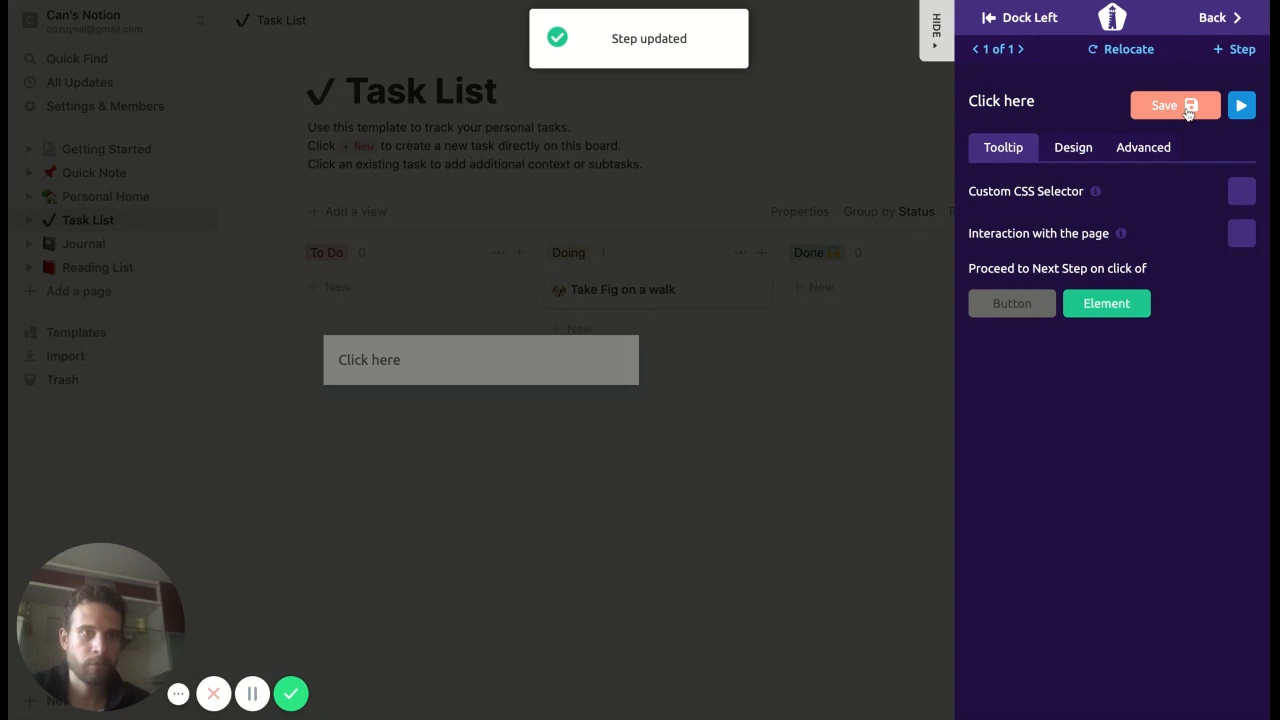 Can's Notion
cnzuysal@gmail.com
Quick Find
All Updates
Settings & Members
Getting Started
Quick Note
Personal Home
Task List
Journal
Reading List
Add a page
Templates
Import
Trash
Task List
Task List
Use this template to track your personal tasks.
Click + New to create a new task directly on this board.
Click an existing task to add additional context or subtasks.
+ Add a view
Properties Group by Status
To Do 0 ... +
Doing 1 ... +
Done 0
+ New
Take Fig on a walk
+ New
+ New
Click here
Step updated
HIDE
Dock Left
Back
< 1 of 1 >
Relocate
+ Step
Click here
Save
Tooltip
Design
Advanced
Custom CSS Selector
Interaction with the page
Proceed to Next Step on click of
Button
Element